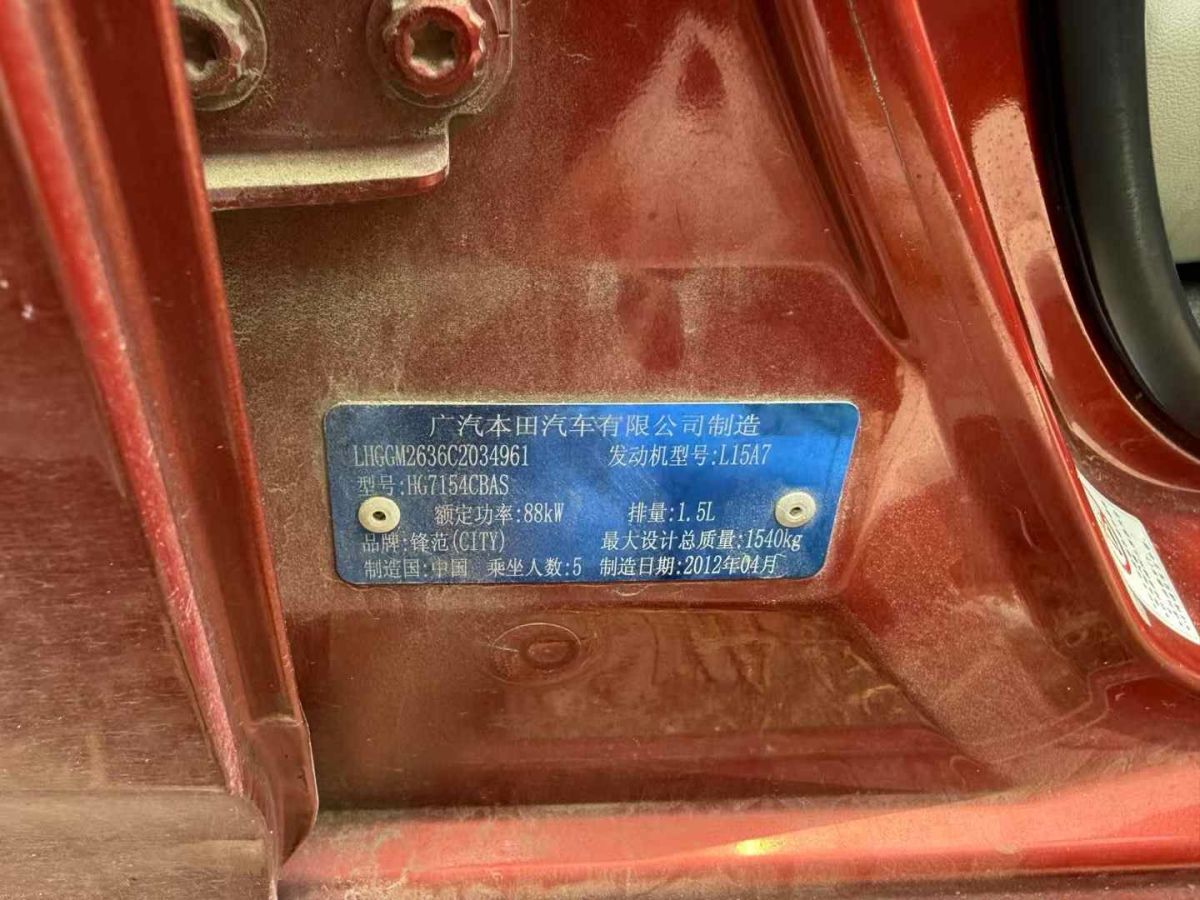 广汽本田汽车有限公司制造
LHGGM2636C2034961 发动机型号:L15A7
型号:HG7154CBAS
额定功率:88kW 排量:1.5L
品牌:锋范(CITY) 最大设计总质量:1540kg
制造国:中国 乘坐人数:5 制造日期:2012年04月